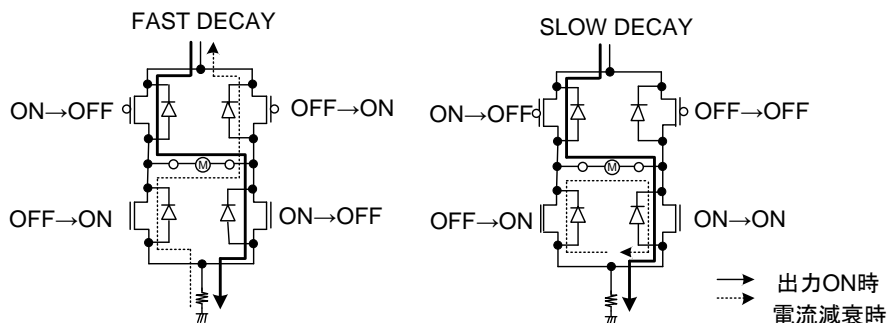 FAST DECAY
SLOW DECAY
ON→OFF
OFF→ON
ON→OFF
OFF→OFF
M
M
OFF→ON
ON→OFF
OFF→ON
ON→ON
出力ON時
電流減衰時